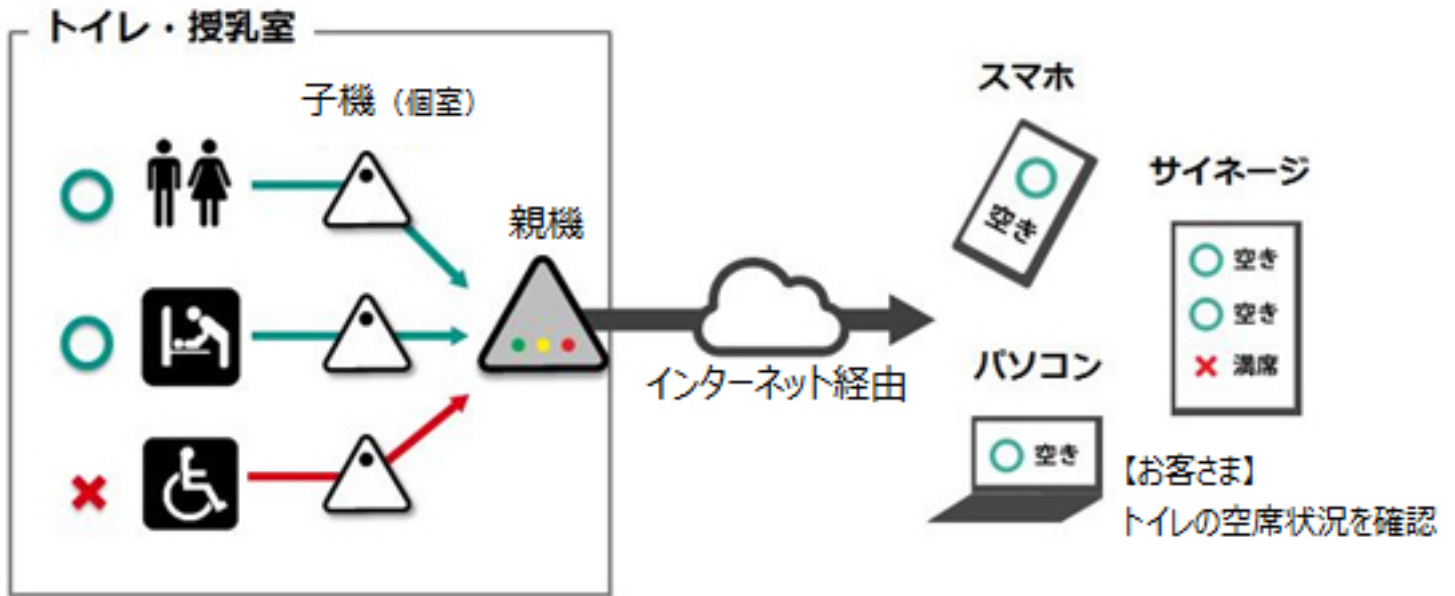 トイレ・授乳室
子機（個室）
親機
インターネット経由
スマホ
空き
サイネージ
空き
空き
満席
パソコン
空き
【お客さま】
トイレの空席状況を確認